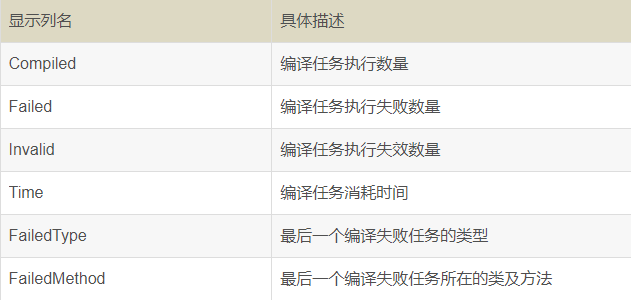 显示列名 具体描述
Compiled 编译任务执行数量
Failed 编译任务执行失败数量
Invalid 编译任务执行失效数量
Time 编译任务消耗时间
FailedType 最后一个编译失败任务的类型
FailedMethod 最后一个编译失败任务所在的类及方法